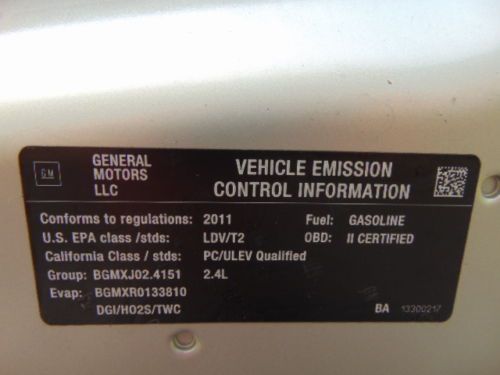 GM GENERAL MOTORS LLC
VEHICLE EMISSION
CONTROL INFORMATION
Conforms to regulations: 2011 Fuel: GASOLINE
U.S. EPA class /stds: LDV/T2 OBD: II CERTIFIED
California Class / stds: PC/ULEV Qualified
Group: BGMXJ02.4151 2.4L
Evap: BGMXR0133810
DGI/HO2S/TWC BA 13300217